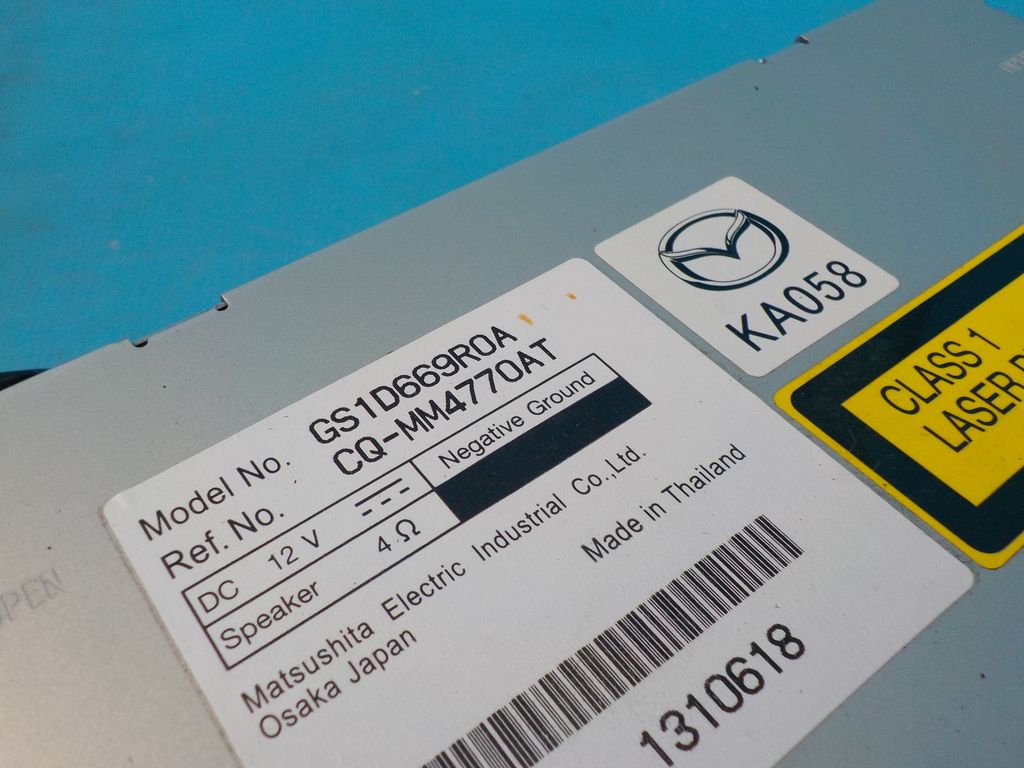 Model No. GS1D669R0A
Ref. No. CQ-MM4770AT
DC 12 V Negative Ground
Speaker 4 Ω
Matsushita Electric Industrial Co.,Ltd.
Osaka Japan
Made in Thailand
1310618
KA058
CLASS 1
LASER